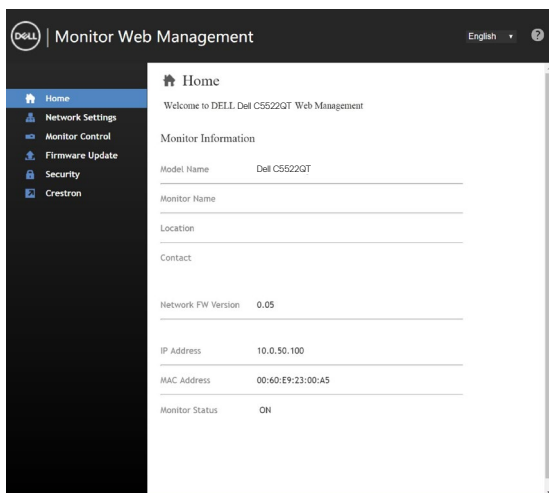 DELL | Monitor Web Management
English
?
Home
Network Settings
Monitor Control
Firmware Update
Security
Crestron
Home
Welcome to DELL Dell C5522QT Web Management
Monitor Information
Model Name Dell C5522QT
Monitor Name
Location
Contact
Network FW Version 0.05
IP Address 10.0.50.100
MAC Address 00:60:E9:23:00:A5
Monitor Status ON